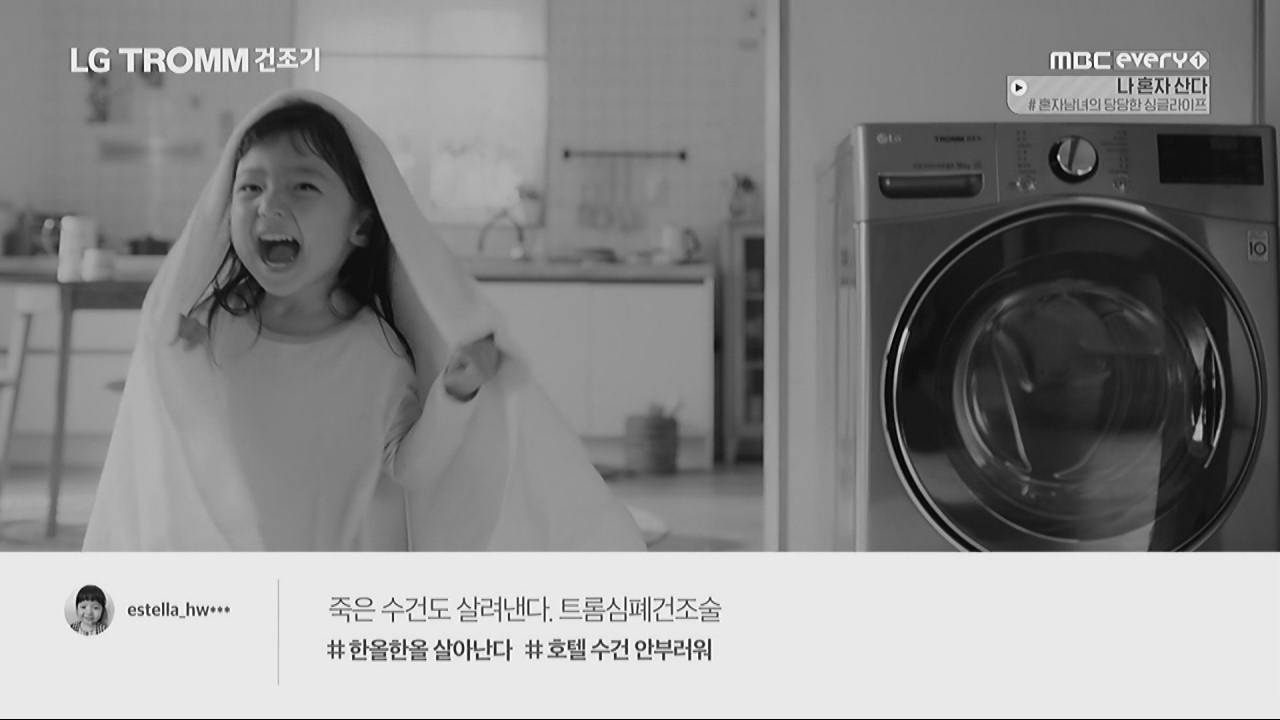 LG TROMM 건조기
MBC every1
나 혼자 산다
# 혼자남녀의 당당한 싱글라이프
LG
TROMM
estella_hw***
죽은 수건도 살려낸다. 트롬심폐건조술
# 한올한올 살아난다 # 호텔 수건 안부러워